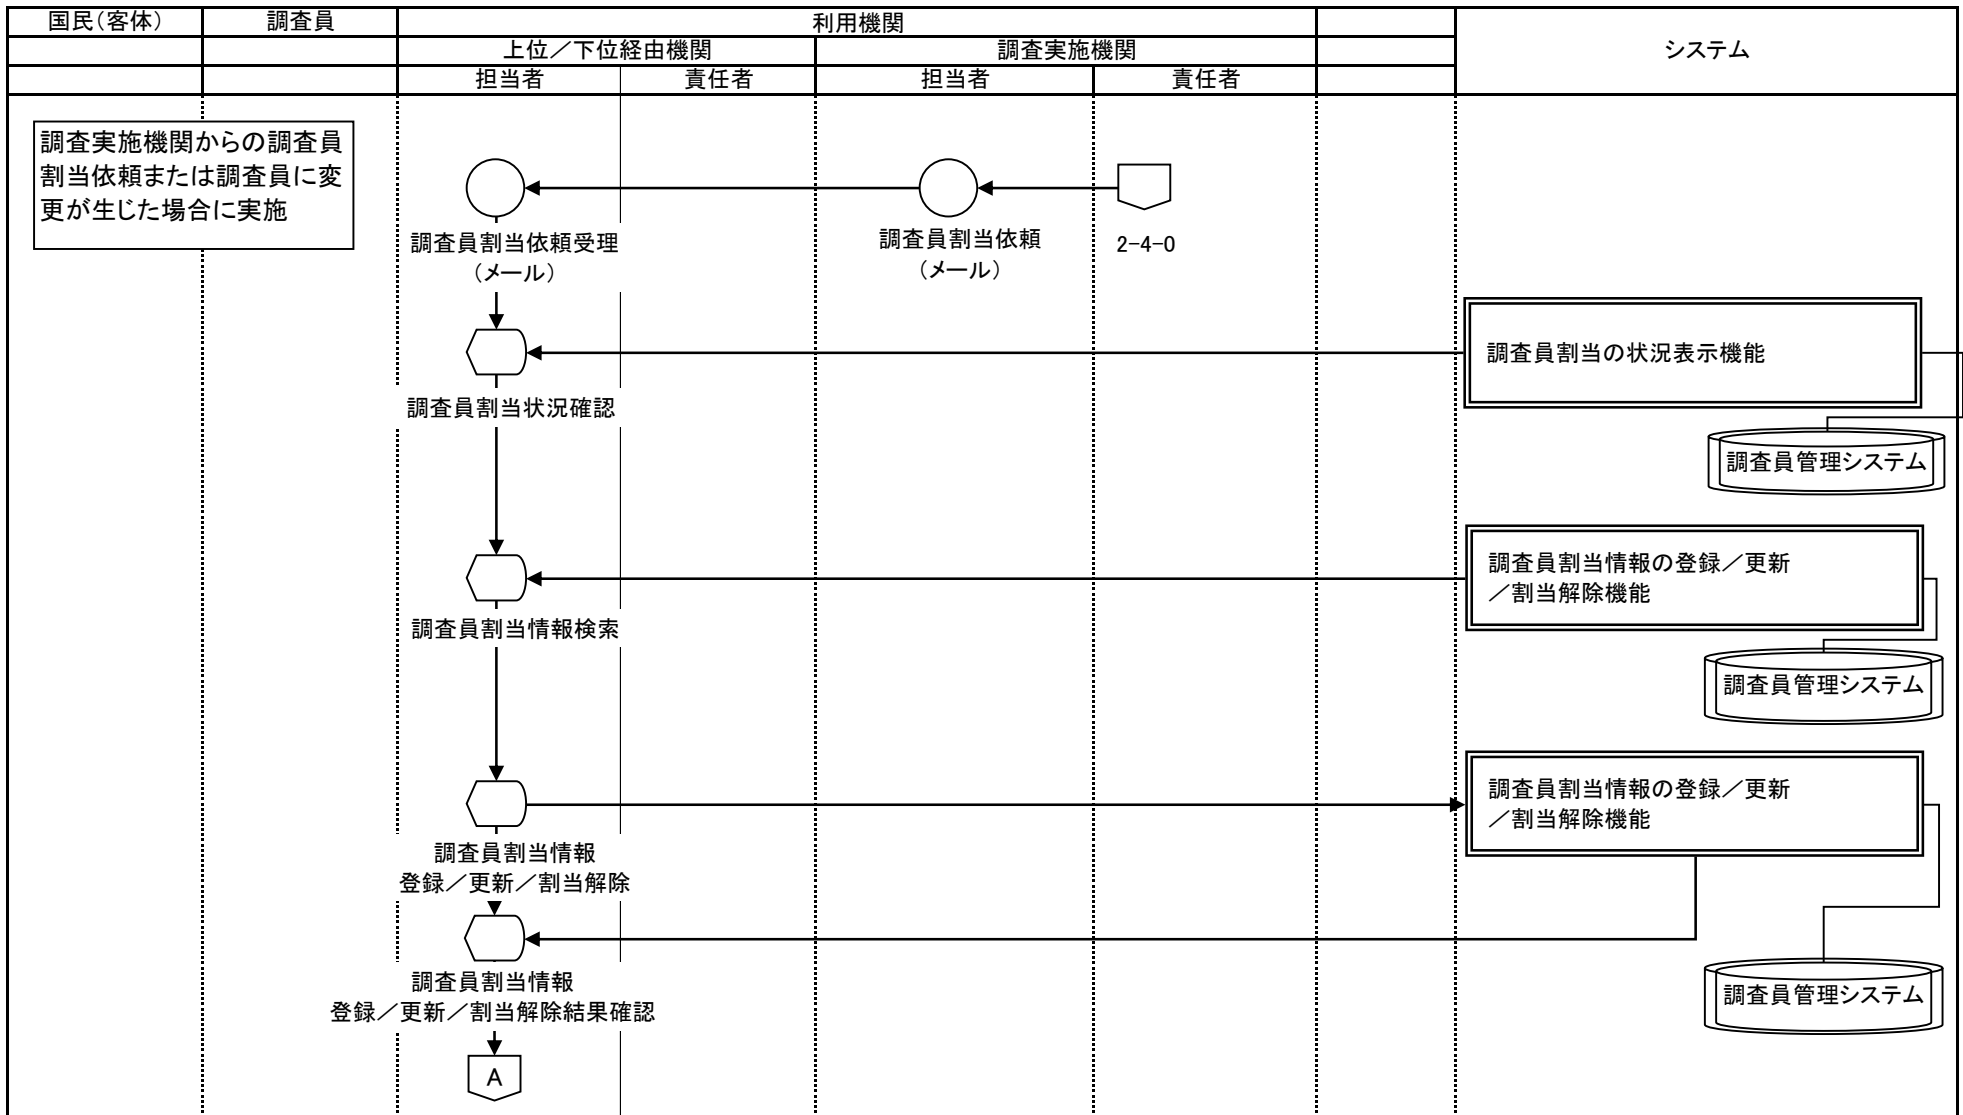 国民（客体）
調査員
利用機関
システム
上位／下位経由機関
調査実施機関
担当者
責任者
担当者
責任者
調査実施機関からの調査員
割当依頼または調査員に変
更が生じた場合に実施
調査員割当依頼受理
（メール）
調査員割当依頼
（メール）
2-4-0
調査員割当の状況表示機能
調査員割当状況確認
調査員管理システム
調査員割当情報の登録／更新
／割当解除機能
調査員割当情報検索
調査員管理システム
調査員割当情報の登録／更新
／割当解除機能
調査員割当情報
登録／更新／割当解除
調査員割当情報
登録／更新／割当解除結果確認
調査員管理システム
A